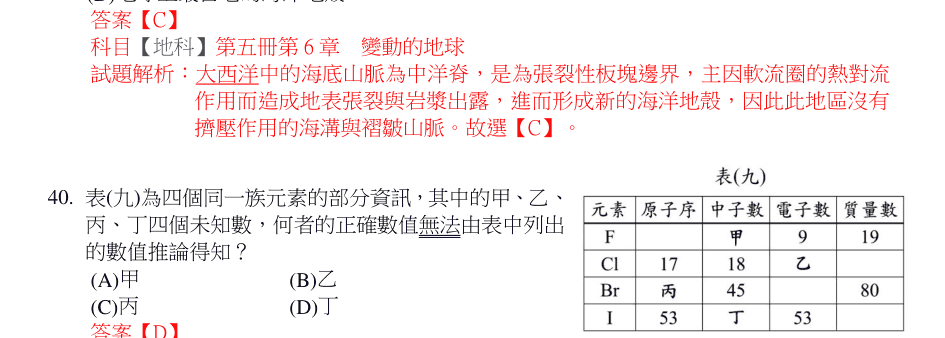 答案【C】
科目【地科】第五冊第 6 章　變動的地球
試題解析：大西洋中的海底山脈為中洋脊，是為張裂性板塊邊界，主因軟流圈的熱對流
作用而造成地表張裂與岩漿出露，進而形成新的海洋地殼，因此此地區沒有
擠壓作用的海溝與褶皺山脈。故選【C】。
40. 表(九)為四個同一族元素的部分資訊，其中的甲、乙、
丙、丁四個未知數，何者的正確數值無法由表中列出
的數值推論得知？
(A)甲 (B)乙
(C)丙 (D)丁
答案【D】
表(九)
元素 原子序 中子數 電子數 質量數
F 甲 9 19
Cl 17 18 乙
Br 丙 45 80
I 53 丁 53